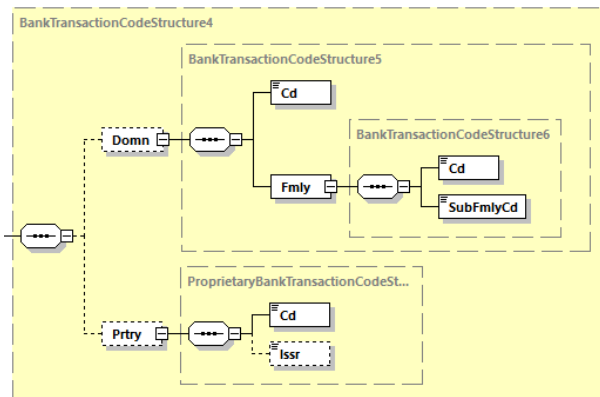 BankTransactionCodeStructure4
BankTransactionCodeStructure5
Cd
Domn
BankTransactionCodeStructure6
Cd
Fmly
SubFmlyCd
ProprietaryBankTransactionCodeSt...
Cd
Prtry
Issr